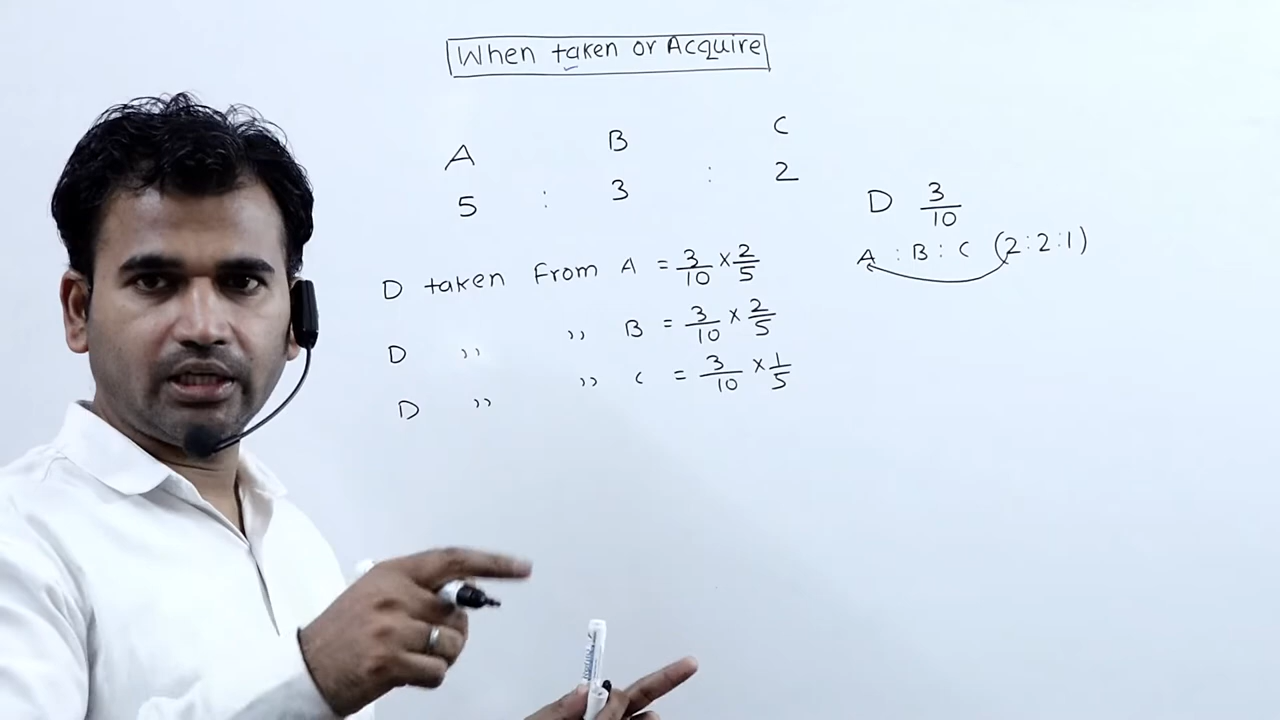 When taken or Acquire
A B C
5 : 3 : 2
D 3/10
A : B : C (2:2:1)
D taken From A = 3/10 × 2/5
D ,, ,, B = 3/10 × 2/5
D ,, ,, C = 3/10 × 1/5